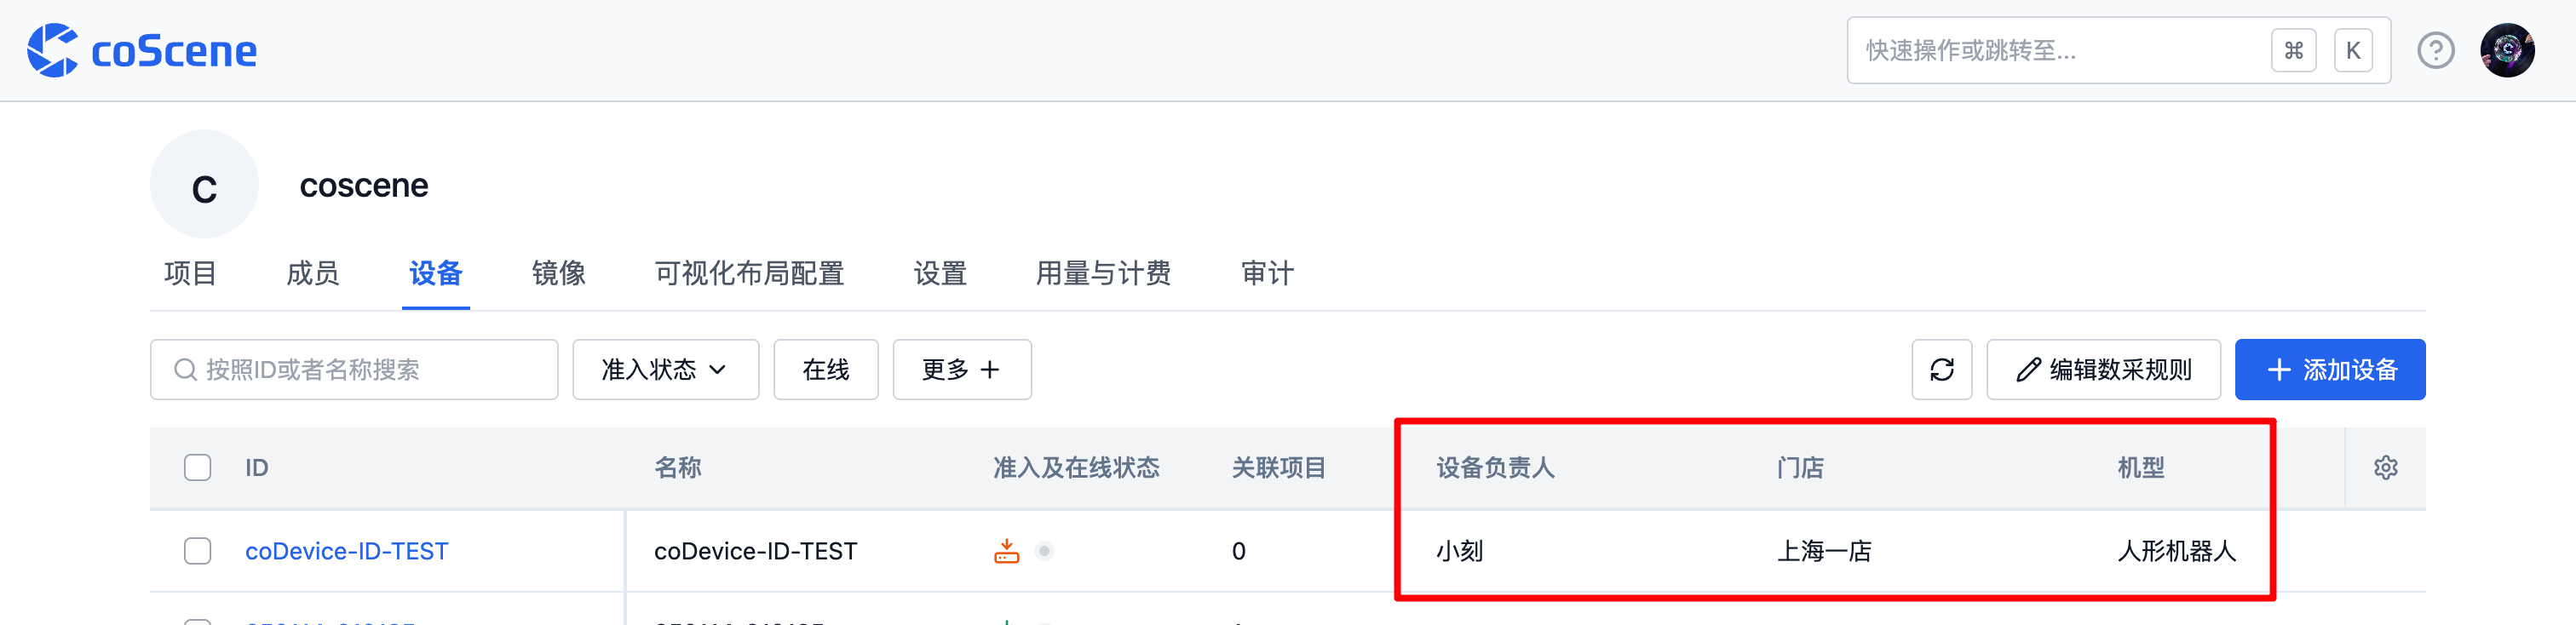 coScene
快速操作或跳转至... ⌘ K
C
coscene
项目 成员 设备 镜像 可视化布局配置 设置 用量与计费 审计
按照ID或者名称搜索 准入状态 在线 更多 编辑数采规则 添加设备
ID 名称 准入及在线状态 关联项目 设备负责人 门店 机型
coDevice-ID-TEST coDevice-ID-TEST 0 小刻 上海一店 人形机器人